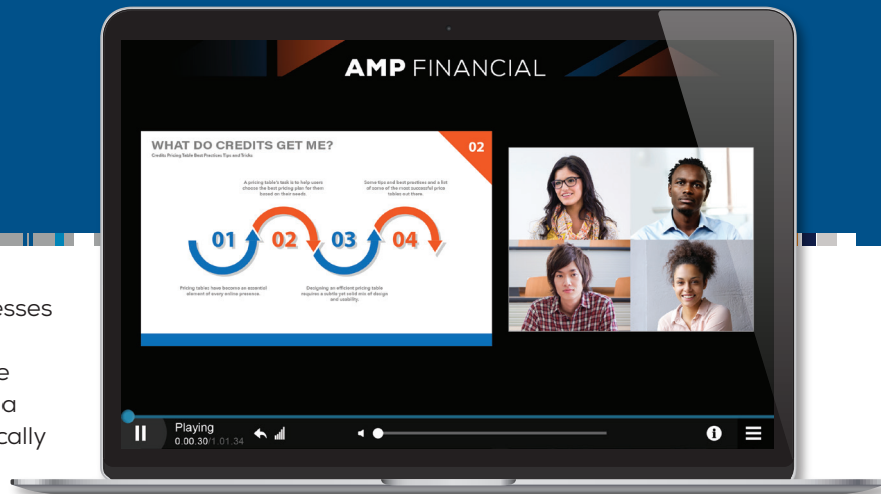 AMP FINANCIAL
WHAT DO CREDITS GET ME?
Credits Pricing Table Best Practices Tips and Tricks
02
A pricing table's task is to help users
choose the best pricing plan for them
based on their needs.
Some tips and best practices and a list
of some of the most successful price
tables out there.
01
02
03
04
Pricing tables have become an essential
element of every online presence.
Designing an efficient pricing table
requires a subtle yet solid mix of design
and usability.
Playing
0.00.30/1.01.34
esses
e
a
cally